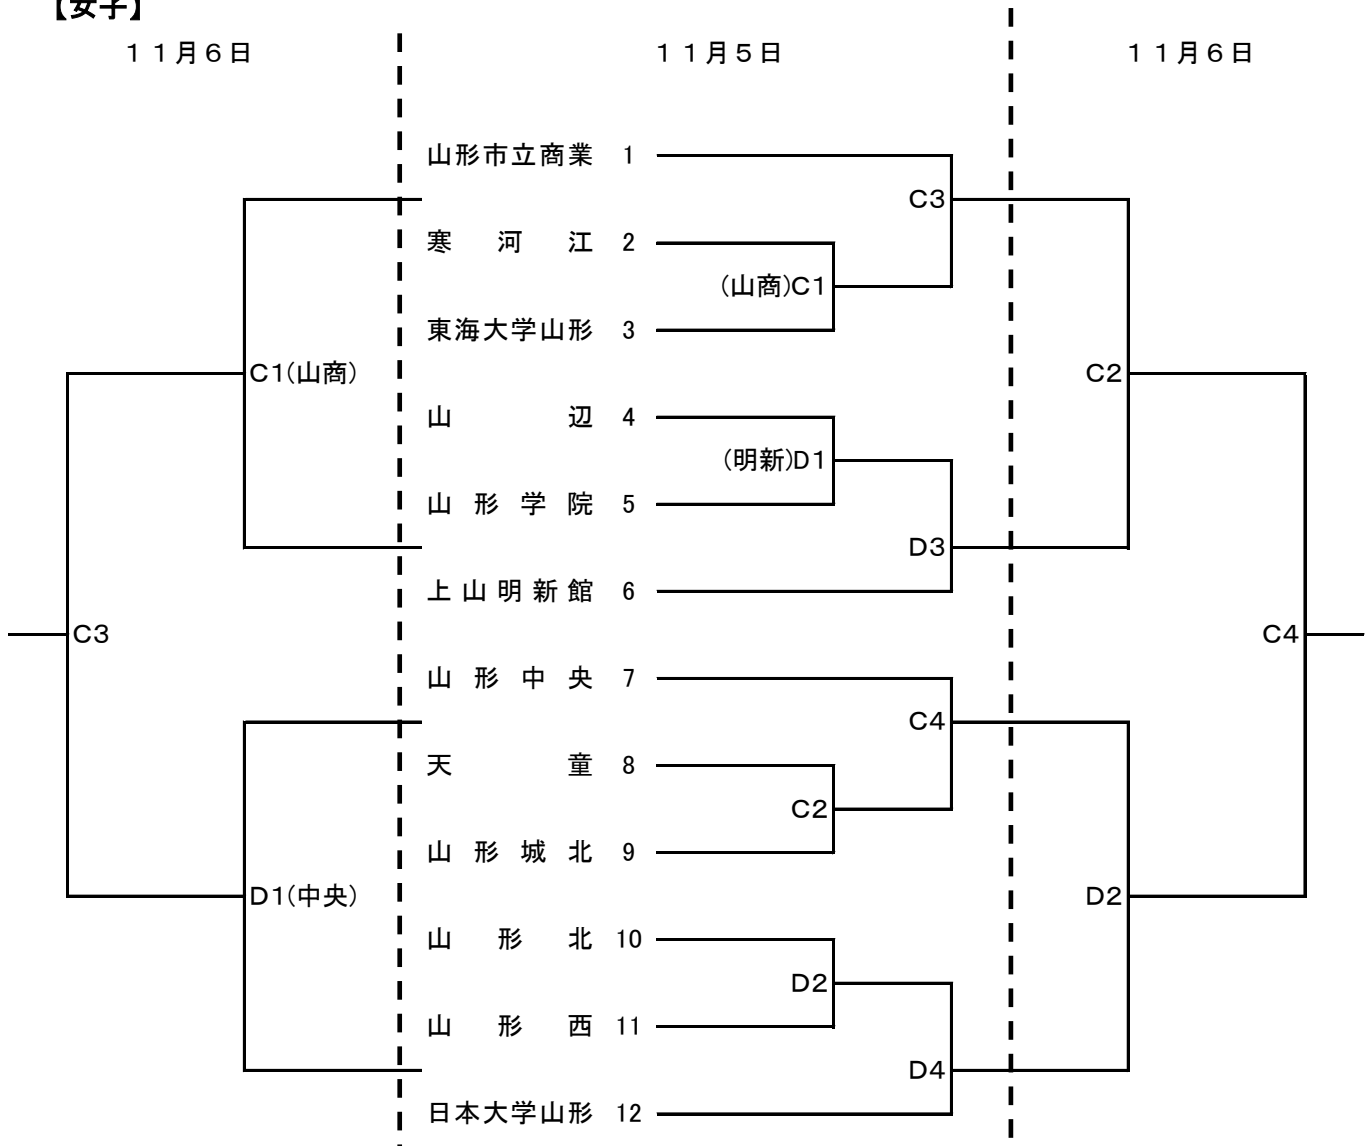 【女子】
１１月６日 １１月５日 １１月６日
山形市立商業 1
C3
寒河江 2
(山商)C1
東海大学山形 3
C1(山商) C2
山辺 4
(明新)D1
山形学院 5
D3
上山明新館 6
C3 C4
山形中央 7
C4
天童 8
C2
山形城北 9
D1(中央) D2
山形北 10
D2
山形西 11
D4
日本大学山形 12